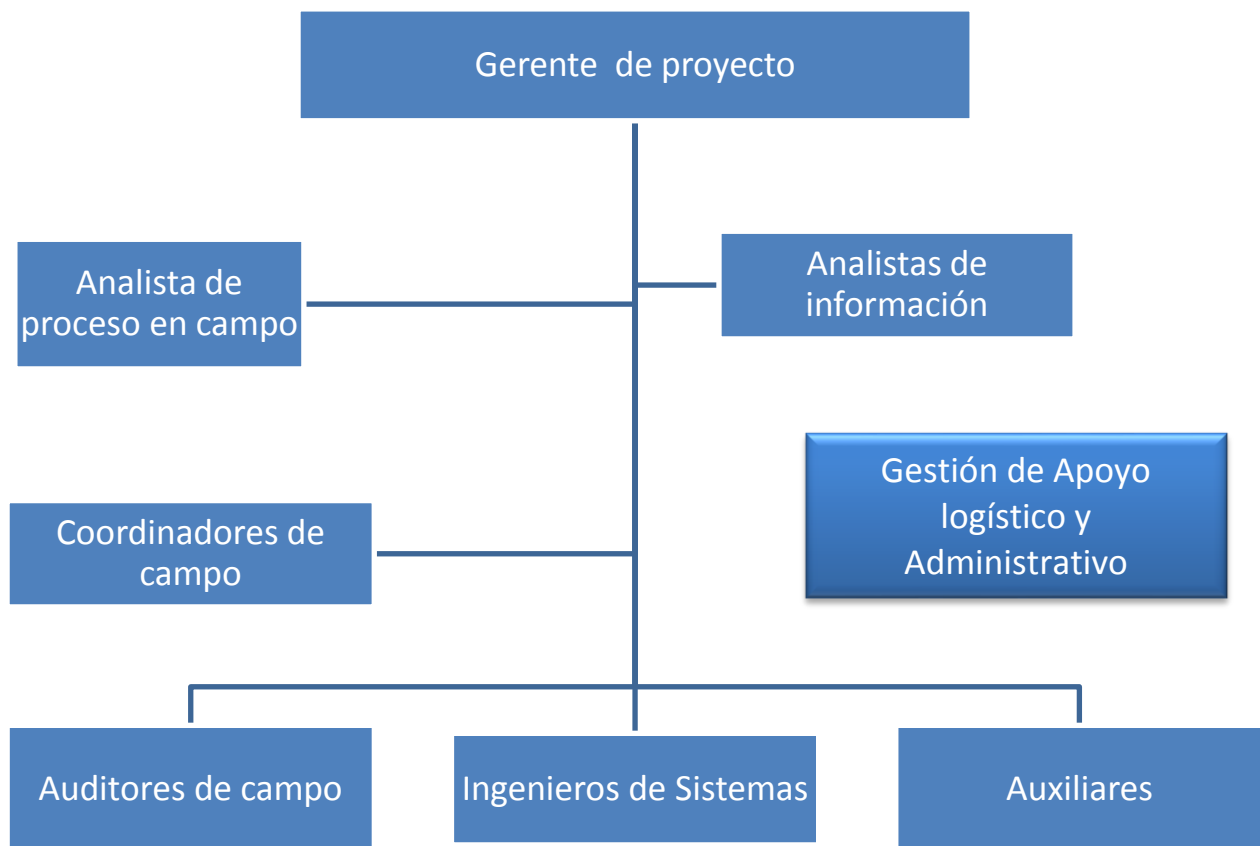 Gerente de proyecto
Analista de
proceso en campo
Analistas de
información
Gestión de Apoyo
logístico y
Administrativo
Coordinadores de
campo
Auditores de campo
Ingenieros de Sistemas
Auxiliares